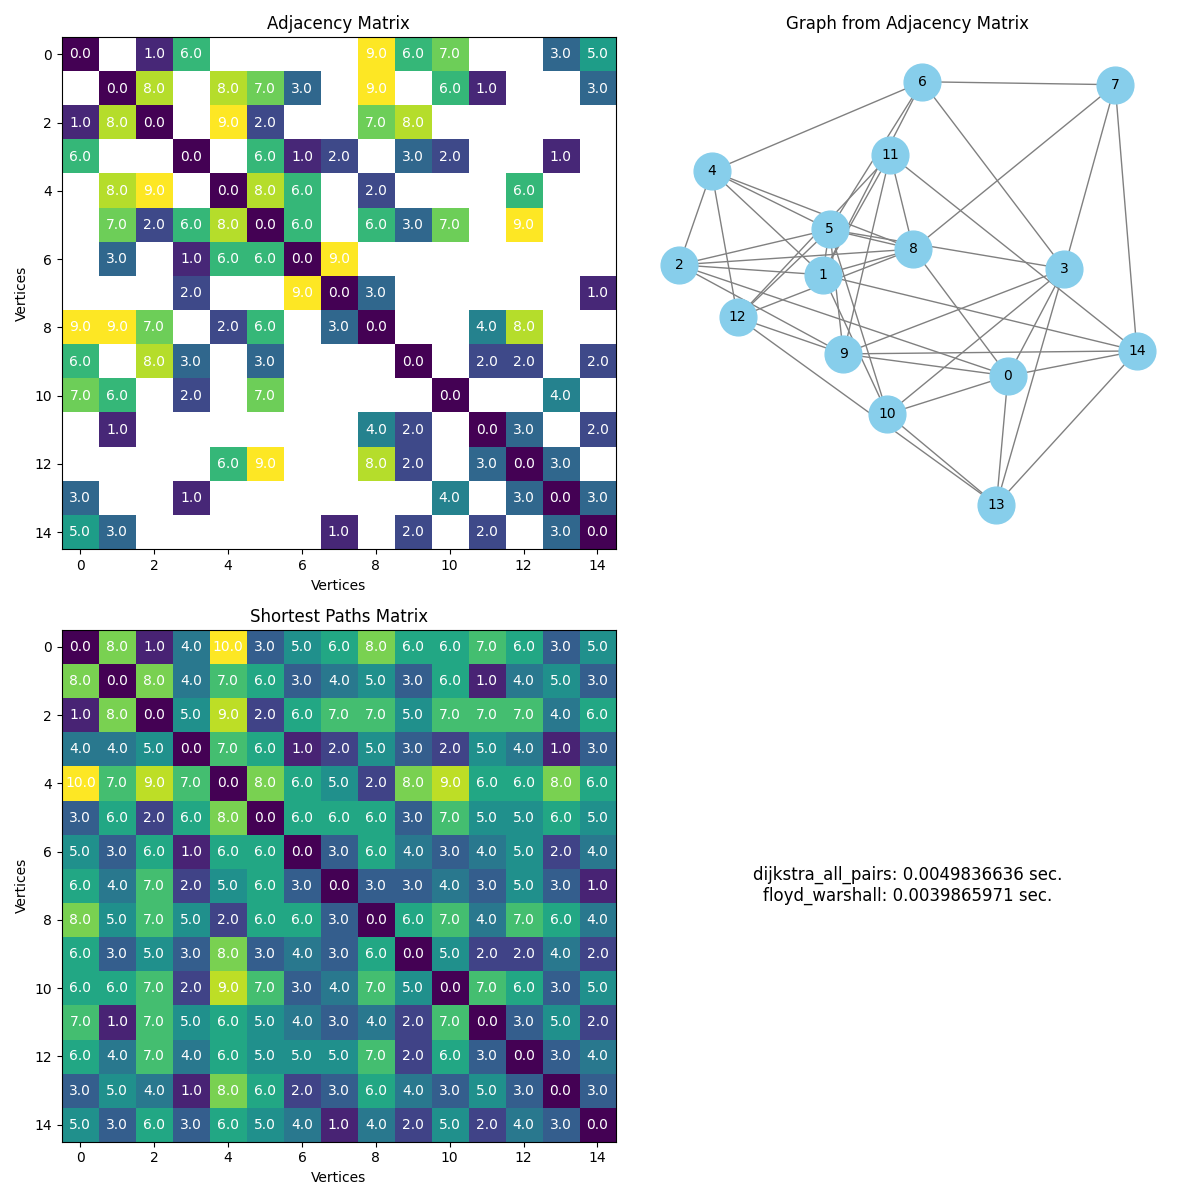 Adjacency Matrix
0 0.0 1.0 6.0 9.0 6.0 7.0 3.0 5.0
0.0 8.0 8.0 7.0 3.0 9.0 6.0 1.0 3.0
2 1.0 8.0 0.0 9.0 2.0 7.0 8.0
6.0 0.0 6.0 1.0 2.0 3.0 2.0 1.0
4 8.0 9.0 0.0 8.0 6.0 2.0 6.0
7.0 2.0 6.0 8.0 0.0 6.0 6.0 3.0 7.0 9.0
6 3.0 1.0 6.0 6.0 0.0 9.0
2.0 9.0 0.0 3.0 1.0
8 9.0 9.0 7.0 2.0 6.0 3.0 0.0 4.0 8.0
6.0 8.0 3.0 3.0 0.0 2.0 2.0 2.0
10 7.0 6.0 2.0 7.0 0.0 4.0
1.0 4.0 2.0 0.0 3.0 2.0
12 6.0 9.0 8.0 2.0 3.0 0.0 3.0
3.0 1.0 4.0 3.0 0.0 3.0
14 5.0 3.0 1.0 2.0 2.0 3.0 0.0
0 2 4 6 8 10 12 14
Vertices
Vertices
Graph from Adjacency Matrix
6
7
11
4
5
8
2
1
3
12
9
14
0
10
13
Shortest Paths Matrix
0 0.0 8.0 1.0 4.0 10.0 3.0 5.0 6.0 8.0 6.0 6.0 7.0 6.0 3.0 5.0
8.0 0.0 8.0 4.0 7.0 6.0 3.0 4.0 5.0 3.0 6.0 1.0 4.0 5.0 3.0
2 1.0 8.0 0.0 5.0 9.0 2.0 6.0 7.0 7.0 5.0 7.0 7.0 7.0 4.0 6.0
4.0 4.0 5.0 0.0 7.0 6.0 1.0 2.0 5.0 3.0 2.0 5.0 4.0 1.0 3.0
4 10.0 7.0 9.0 7.0 0.0 8.0 6.0 5.0 2.0 8.0 9.0 6.0 6.0 8.0 6.0
3.0 6.0 2.0 6.0 8.0 0.0 6.0 6.0 6.0 3.0 7.0 5.0 5.0 6.0 5.0
6 5.0 3.0 6.0 1.0 6.0 6.0 0.0 3.0 6.0 4.0 3.0 4.0 5.0 2.0 4.0
6.0 4.0 7.0 2.0 5.0 6.0 3.0 0.0 3.0 3.0 4.0 3.0 5.0 3.0 1.0
8 8.0 5.0 7.0 5.0 2.0 6.0 6.0 3.0 0.0 6.0 7.0 4.0 7.0 6.0 4.0
6.0 3.0 5.0 3.0 8.0 3.0 4.0 3.0 6.0 0.0 5.0 2.0 2.0 4.0 2.0
10 6.0 6.0 7.0 2.0 9.0 7.0 3.0 4.0 7.0 5.0 0.0 7.0 6.0 3.0 5.0
7.0 1.0 7.0 5.0 6.0 5.0 4.0 3.0 4.0 2.0 7.0 0.0 3.0 5.0 2.0
12 6.0 4.0 7.0 4.0 6.0 5.0 5.0 5.0 7.0 2.0 6.0 3.0 0.0 3.0 4.0
3.0 5.0 4.0 1.0 8.0 6.0 2.0 3.0 6.0 4.0 3.0 5.0 3.0 0.0 3.0
14 5.0 3.0 6.0 3.0 6.0 5.0 4.0 1.0 4.0 2.0 5.0 2.0 4.0 3.0 0.0
0 2 4 6 8 10 12 14
Vertices
Vertices
dijkstra_all_pairs: 0.0049836636 sec.
floyd_warshall: 0.0039865971 sec.